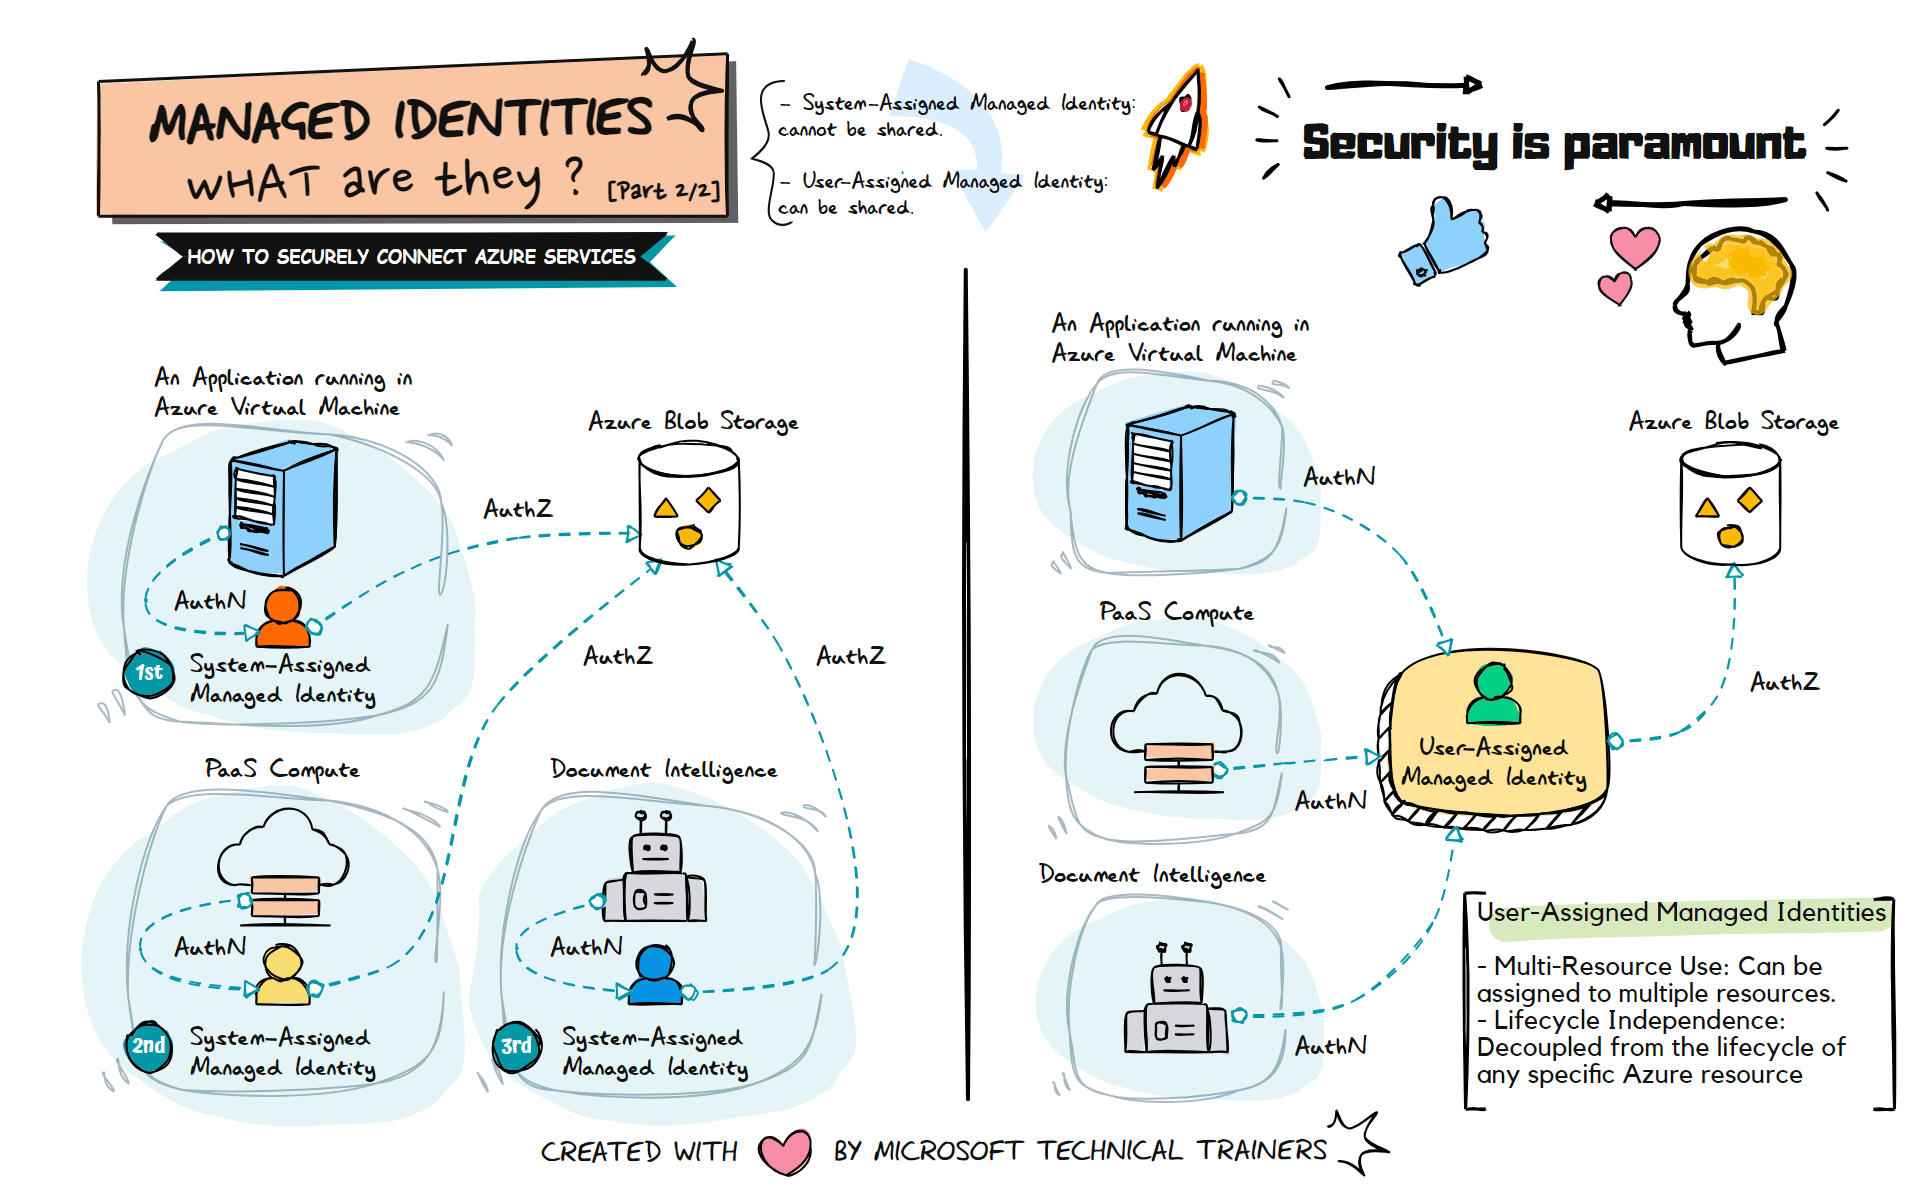 MANAGED IDENTITIES
WHAT are they ?
[Part 2/2]
HOW TO SECURELY CONNECT AZURE SERVICES
- System-Assigned Managed Identity:
cannot be shared.
- User-Assigned Managed Identity:
can be shared.
Security is paramount
An Application running in
Azure Virtual Machine
Azure Blob Storage
AuthZ
AuthN
1st
System-Assigned
Managed Identity
AuthZ
AuthZ
PaaS Compute
AuthN
2nd
System-Assigned
Managed Identity
Document Intelligence
AuthN
3rd
System-Assigned
Managed Identity
An Application running in
Azure Virtual Machine
AuthN
Azure Blob Storage
PaaS Compute
AuthN
User-Assigned
Managed Identity
AuthZ
Document Intelligence
AuthN
User-Assigned Managed Identities
- Multi-Resource Use: Can be
assigned to multiple resources.
- Lifecycle Independence:
Decoupled from the lifecycle of
any specific Azure resource
CREATED WITH BY MICROSOFT TECHNICAL TRAINERS